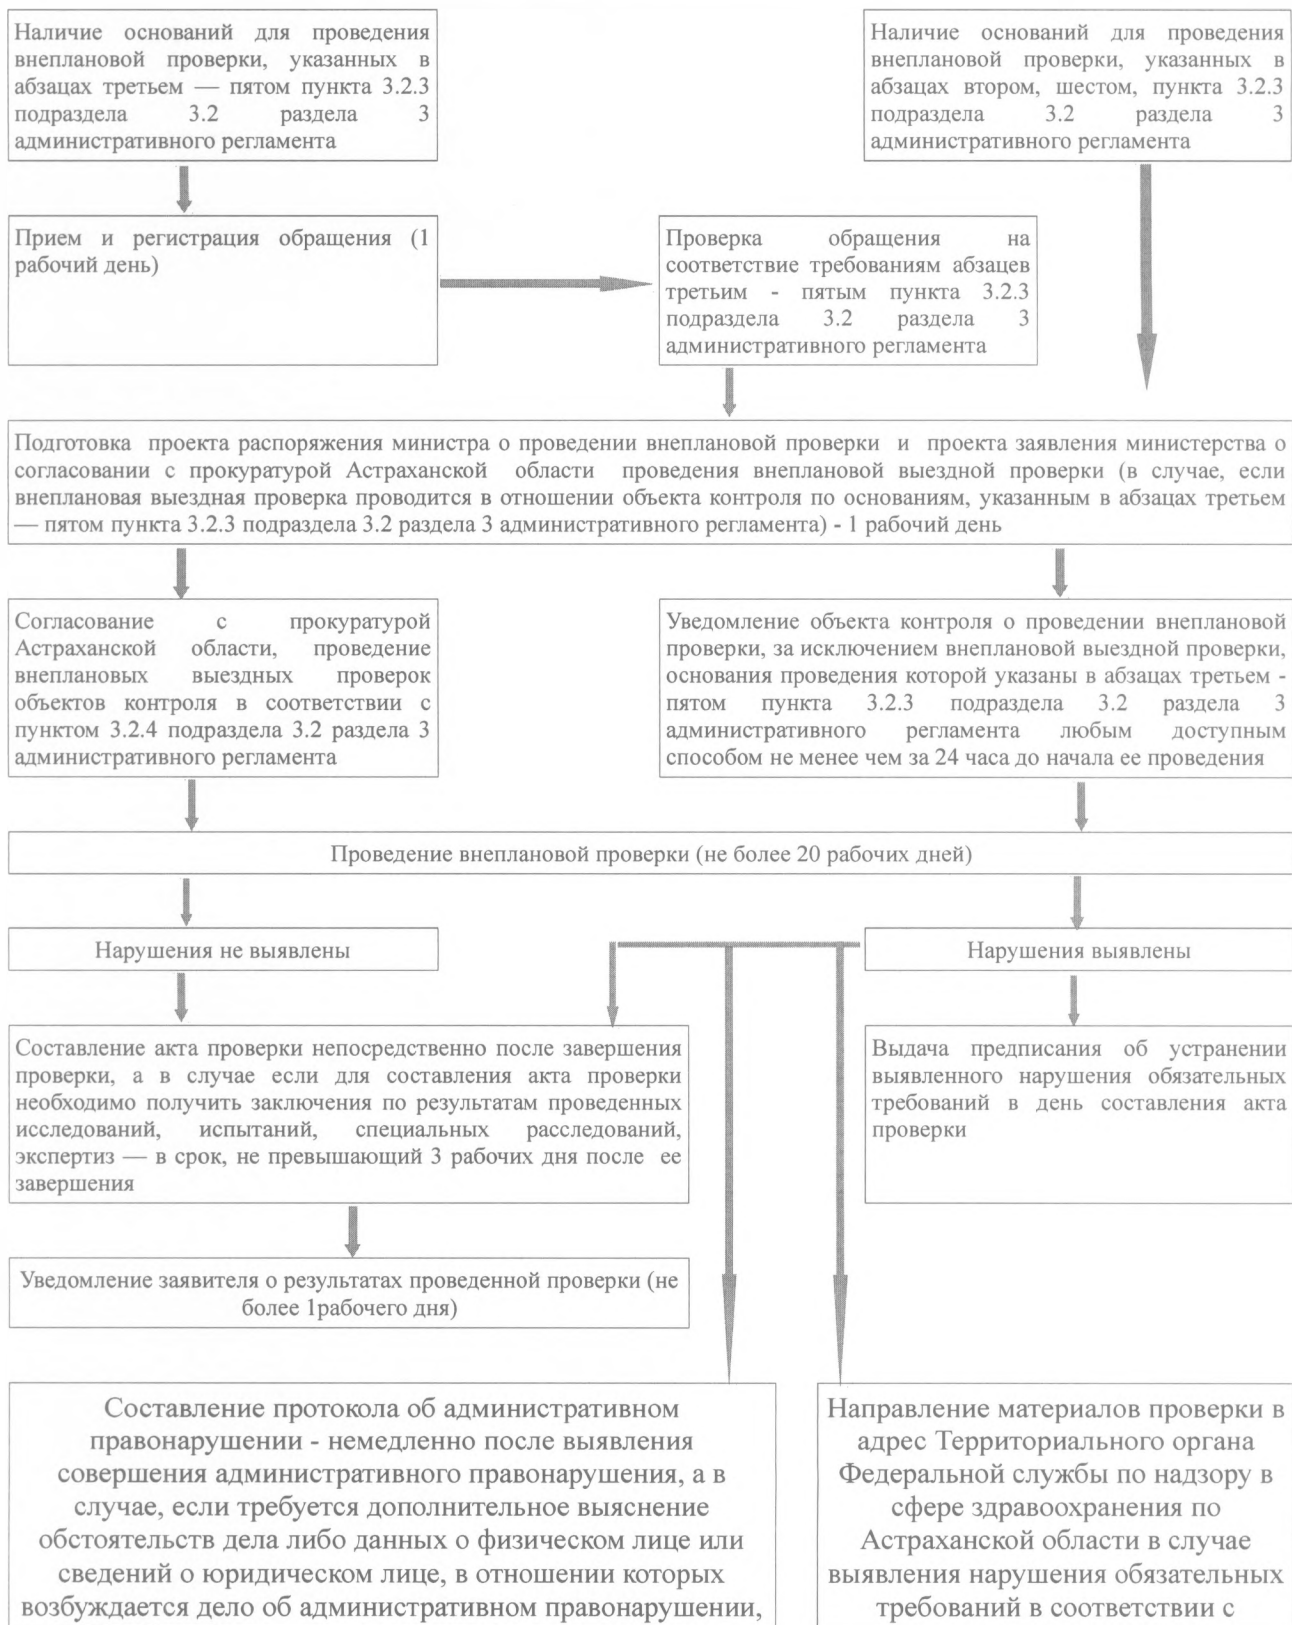 Наличие оснований для проведения
внеплановой проверки, указанных в
абзацах третьем — пятом пункта 3.2.3
подраздела 3.2 раздела 3
административного регламента
Наличие оснований для проведения
внеплановой проверки, указанных в
абзацах втором, шестом, пункта 3.2.3
подраздела 3.2 раздела 3
административного регламента
Прием и регистрация обращения (1
рабочий день)
Проверка обращения на
соответствие требованиям абзацев
третьим - пятым пункта 3.2.3
подраздела 3.2 раздела 3
административного регламента
Подготовка проекта распоряжения министра о проведении внеплановой проверки и проекта заявления министерства о
согласовании с прокуратурой Астраханской области проведения внеплановой выездной проверки (в случае, если
внеплановая выездная проверка проводится в отношении объекта контроля по основаниям, указанным в абзацах третьем
— пятом пункта 3.2.3 подраздела 3.2 раздела 3 административного регламента) - 1 рабочий день
Согласование с прокуратурой
Астраханской области, проведение
внеплановых выездных проверок
объектов контроля в соответствии с
пунктом 3.2.4 подраздела 3.2 раздела 3
административного регламента
Уведомление объекта контроля о проведении внеплановой
проверки, за исключением внеплановой выездной проверки,
основания проведения которой указаны в абзацах третьем -
пятом пункта 3.2.3 подраздела 3.2 раздела 3
административного регламента любым доступным
способом не менее чем за 24 часа до начала ее проведения
Проведение внеплановой проверки (не более 20 рабочих дней)
Нарушения не выявлены
Нарушения выявлены
Составление акта проверки непосредственно после завершения
проверки, а в случае если для составления акта проверки
необходимо получить заключения по результатам проведенных
исследований, испытаний, специальных расследований,
экспертиз — в срок, не превышающий 3 рабочих дня после ее
завершения
Выдача предписания об устранении
выявленного нарушения обязательных
требований в день составления акта
проверки
Уведомление заявителя о результатах проведенной проверки (не
более 1рабочего дня)
Составление протокола об административном
правонарушении - немедленно после выявления
совершения административного правонарушения, а в
случае, если требуется дополнительное выяснение
обстоятельств дела либо данных о физическом лице или
сведений о юридическом лице, в отношении которых
возбуждается дело об административном правонарушении,
Направление материалов проверки в
адрес Территориального органа
Федеральной службы по надзору в
сфере здравоохранения по
Астраханской области в случае
выявления нарушения обязательных
требований в соответствии с